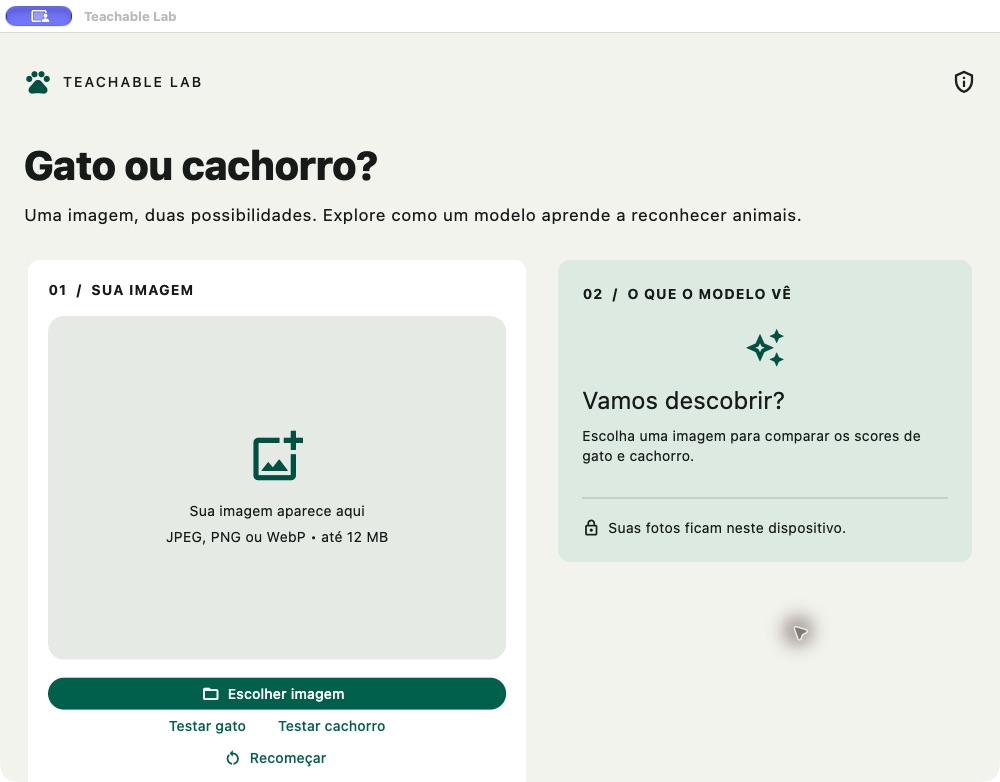 Teachable Lab
TEACHABLE LAB
Gato ou cachorro?
Uma imagem, duas possibilidades. Explore como um modelo aprende a reconhecer animais.
01 / SUA IMAGEM
Sua imagem aparece aqui
JPEG, PNG ou WebP • até 12 MB
Escolher imagem
Testar gato
Testar cachorro
Recomeçar
02 / O QUE O MODELO VÊ
Vamos descobrir?
Escolha uma imagem para comparar os scores de
gato e cachorro.
Suas fotos ficam neste dispositivo.